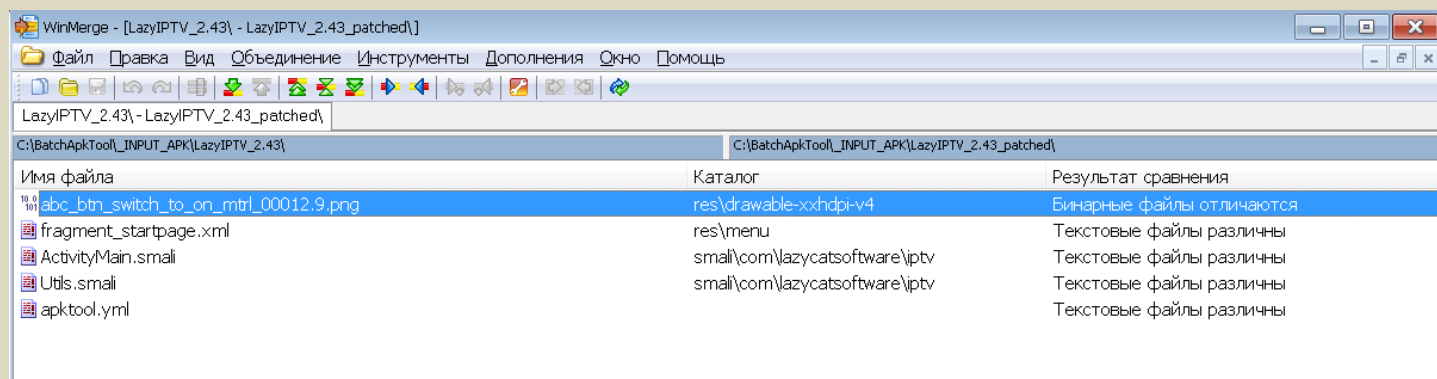 WinMerge - [LazyIPTV_2.43\ - LazyIPTV_2.43_patched\]
Файл Правка Вид Объединение Инструменты Дополнения Окно Помощь
LazyIPTV_2.43\ - LazyIPTV_2.43_patched\
C:\BatchApkTool\_INPUT_APK\LazyIPTV_2.43\ C:\BatchApkTool\_INPUT_APK\LazyIPTV_2.43_patched\
Имя файла Каталог Результат сравнения
abc_btn_switch_to_on_mtrl_00012.9.png res\drawable-xxhdpi-v4 Бинарные файлы отличаются
fragment_startpage.xml res\menu Текстовые файлы различны
ActivityMain.smali smali\com\lazycatsoftware\iptv Текстовые файлы различны
Utils.smali smali\com\lazycatsoftware\iptv Текстовые файлы различны
apktool.yml Текстовые файлы различны